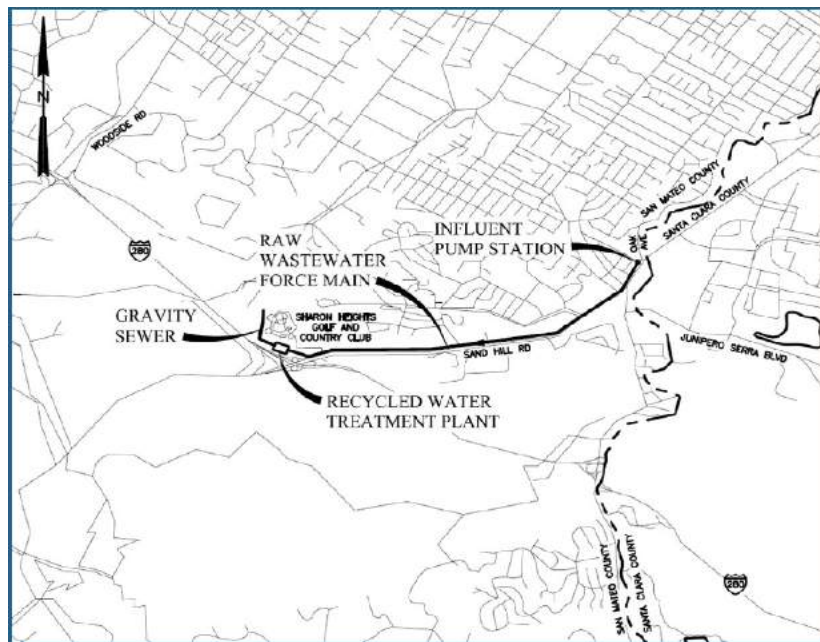 N
WOODSIE RD
280
SAN MATEO COUNTY
SANTA CLARA COUNTY
OAK
AVE
INFLUENT
PUMP STATION
RAW
WASTEWATER
FORCE MAIN
GRAVITY
SEWER
SHARON HEIGHTS
GOLF AND
COUNTRY CLUB
SAND HILL RD
JUNIPERO SERRA BLVD
RECYCLED WATER
TREATMENT PLANT
SAN MATEO COUNTY
SANTA CLARA COUNTY
280